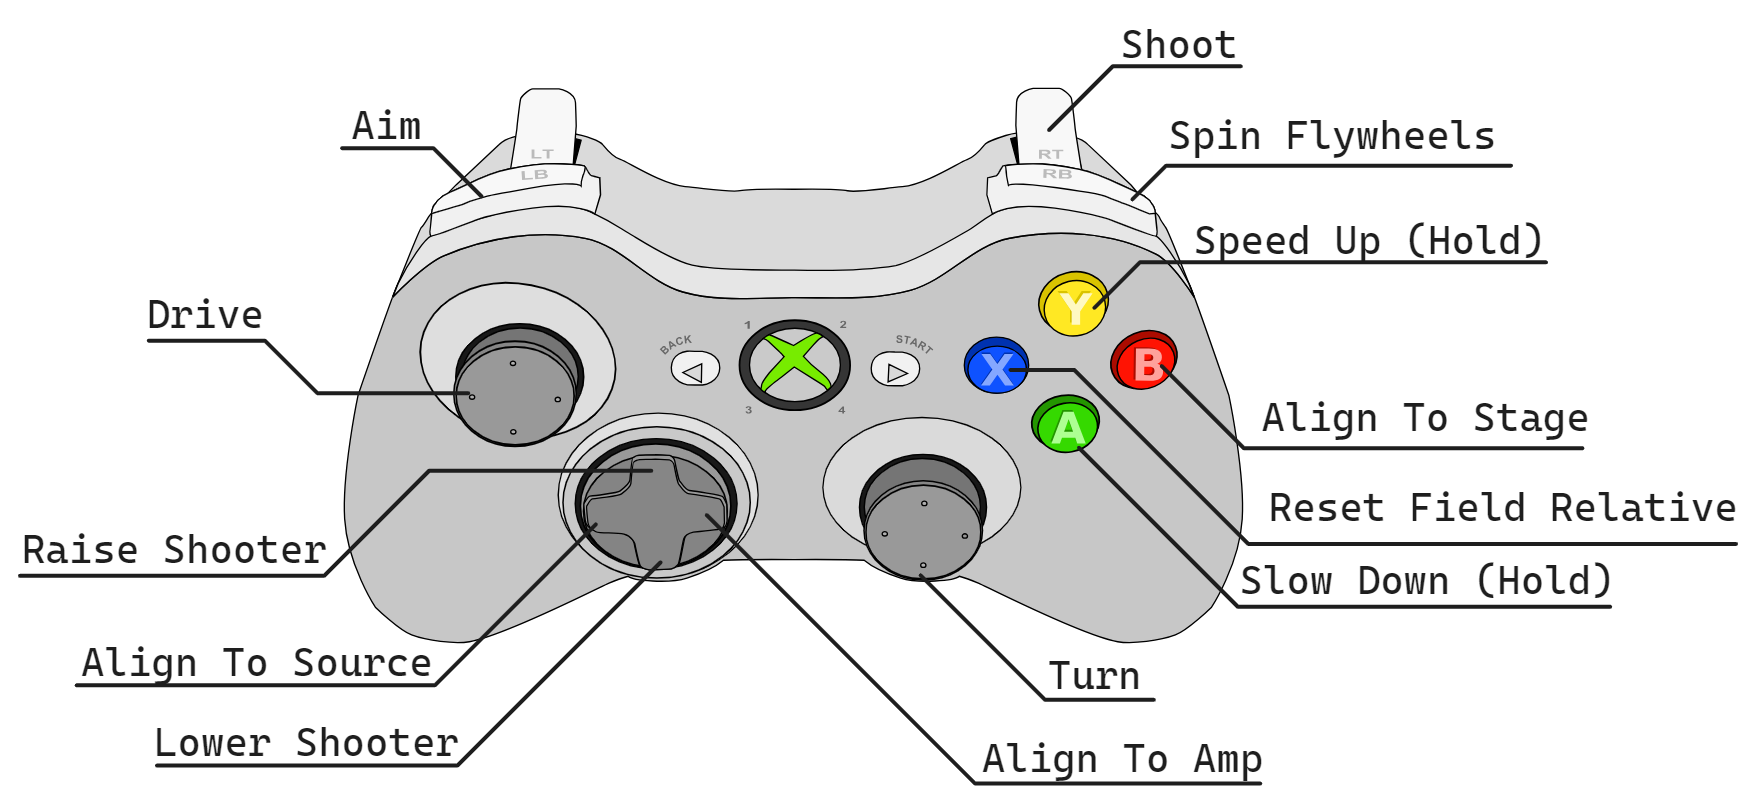 Shoot
Aim
Spin Flywheels
LT
RT
LB
RB
Speed Up (Hold)
Drive
Y
1
2
BACK
START
X
B
3
4
A
Align To Stage
Reset Field Relative
Raise Shooter
Slow Down (Hold)
Align To Source
Turn
Lower Shooter
Align To Amp